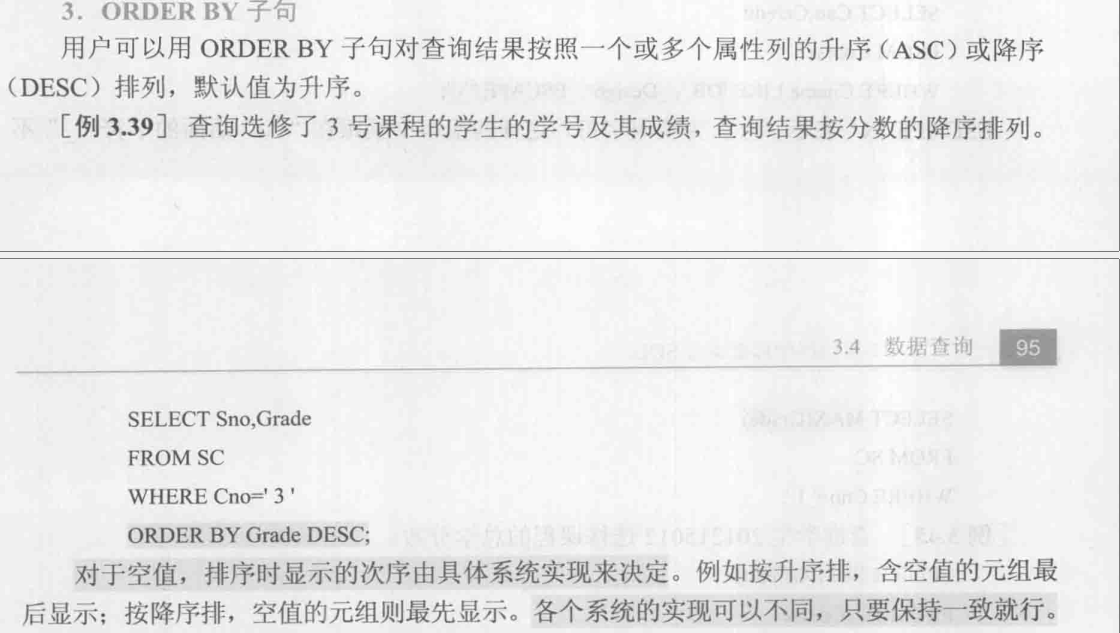 3．ORDER BY 子句
用户可以用 ORDER BY 子句对查询结果按照一个或多个属性列的升序（ASC）或降序
（DESC）排列，默认值为升序。
［例 3.39］ 查询选修了 3 号课程的学生的学号及其成绩，查询结果按分数的降序排列。
3.4 数据查询 95
SELECT Sno,Grade
FROM SC
WHERE Cno=' 3 '
ORDER BY Grade DESC;
对于空值，排序时显示的次序由具体系统实现来决定。例如按升序排，含空值的元组最
后显示；按降序排，空值的元组则最先显示。各个系统的实现可以不同，只要保持一致就行。